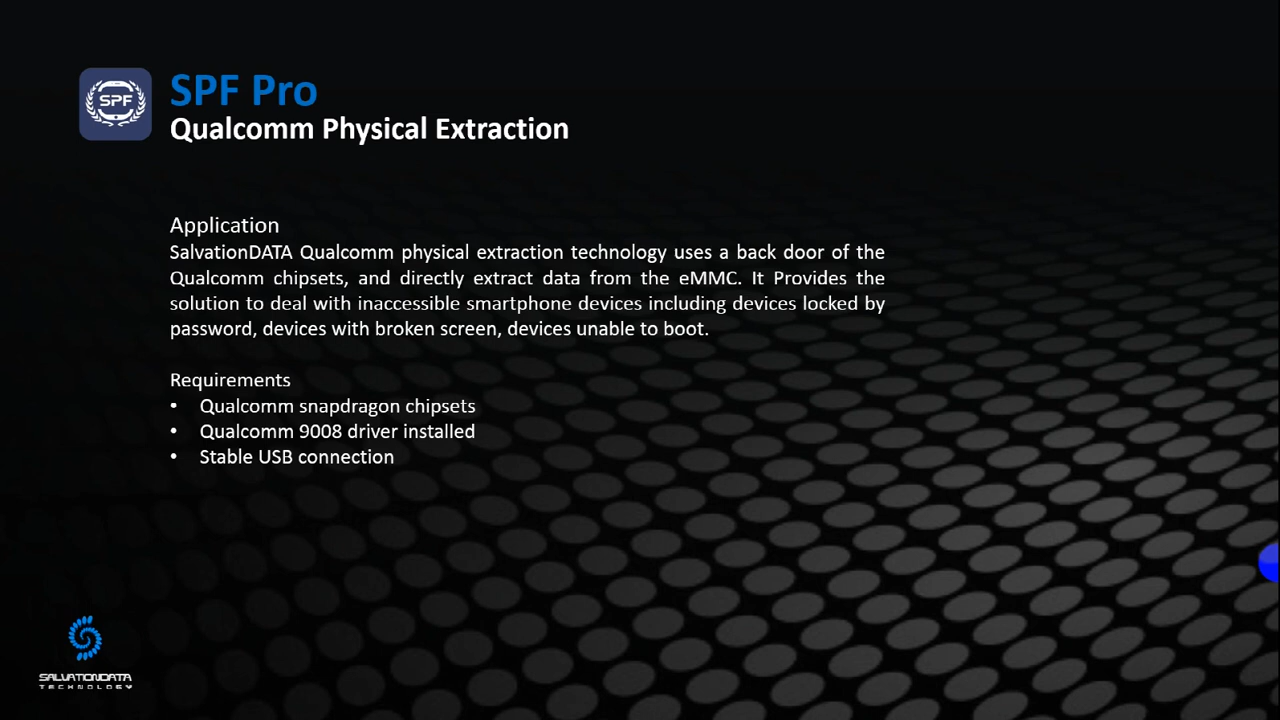 SPF
SPF Pro
Qualcomm Physical Extraction
Application
SalvationDATA Qualcomm physical extraction technology uses a back door of the
Qualcomm chipsets, and directly extract data from the eMMC. It Provides the
solution to deal with inaccessible smartphone devices including devices locked by
password, devices with broken screen, devices unable to boot.
Requirements
• Qualcomm snapdragon chipsets
• Qualcomm 9008 driver installed
• Stable USB connection
SALVATIONDATA
TECHNOLOGY